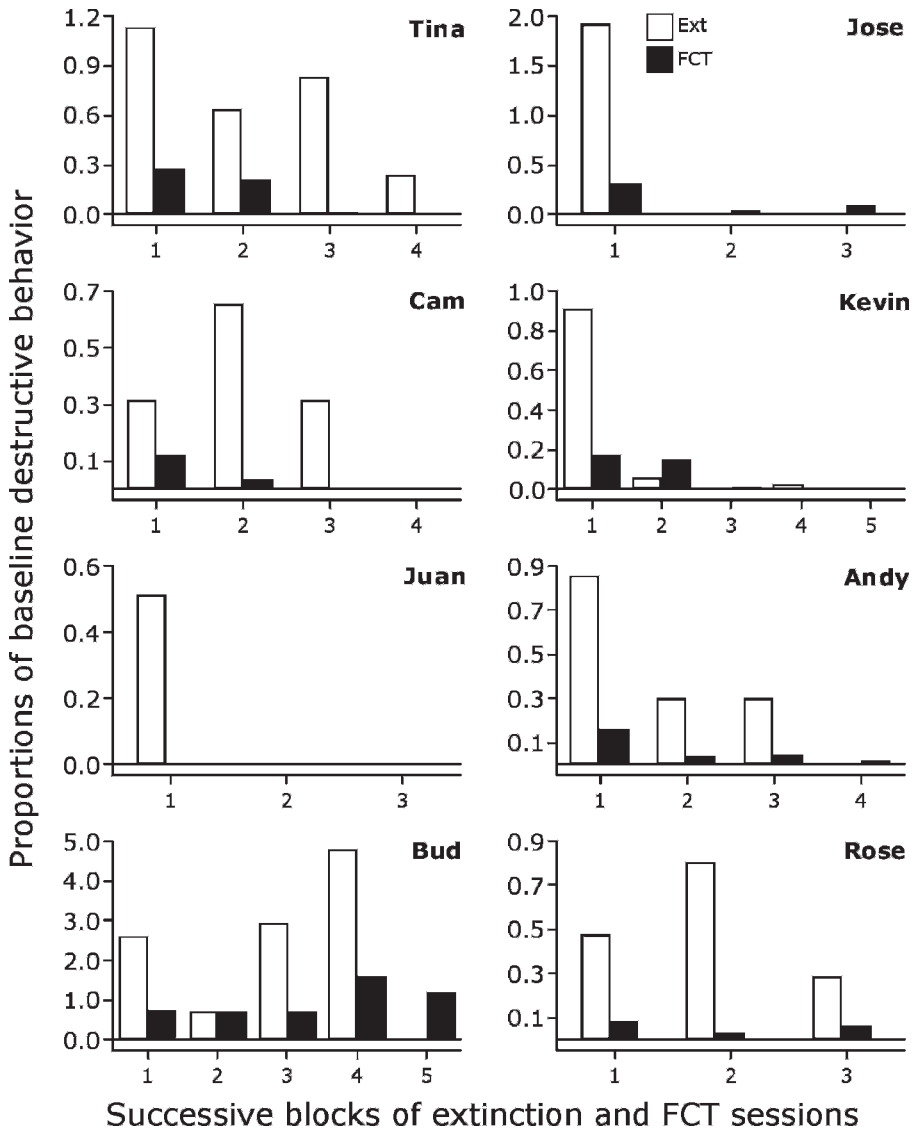 Proportions of baseline destructive behavior
Tina
1.2
0.9
0.6
0.3
0.0
1 2 3 4
Jose
Ext
FCT
2.0
1.5
1.0
0.5
0.0
1 2 3
Cam
0.7
0.5
0.3
0.1
1 2 3 4
Kevin
1.0
0.8
0.6
0.4
0.2
0.0
1 2 3 4 5
Juan
0.6
0.4
0.2
0.0
1 2 3
Andy
0.9
0.7
0.5
0.3
0.1
1 2 3 4
Bud
5.0
4.0
3.0
2.0
1.0
0.0
1 2 3 4 5
Rose
0.9
0.7
0.5
0.3
0.1
1 2 3
Successive blocks of extinction and FCT sessions